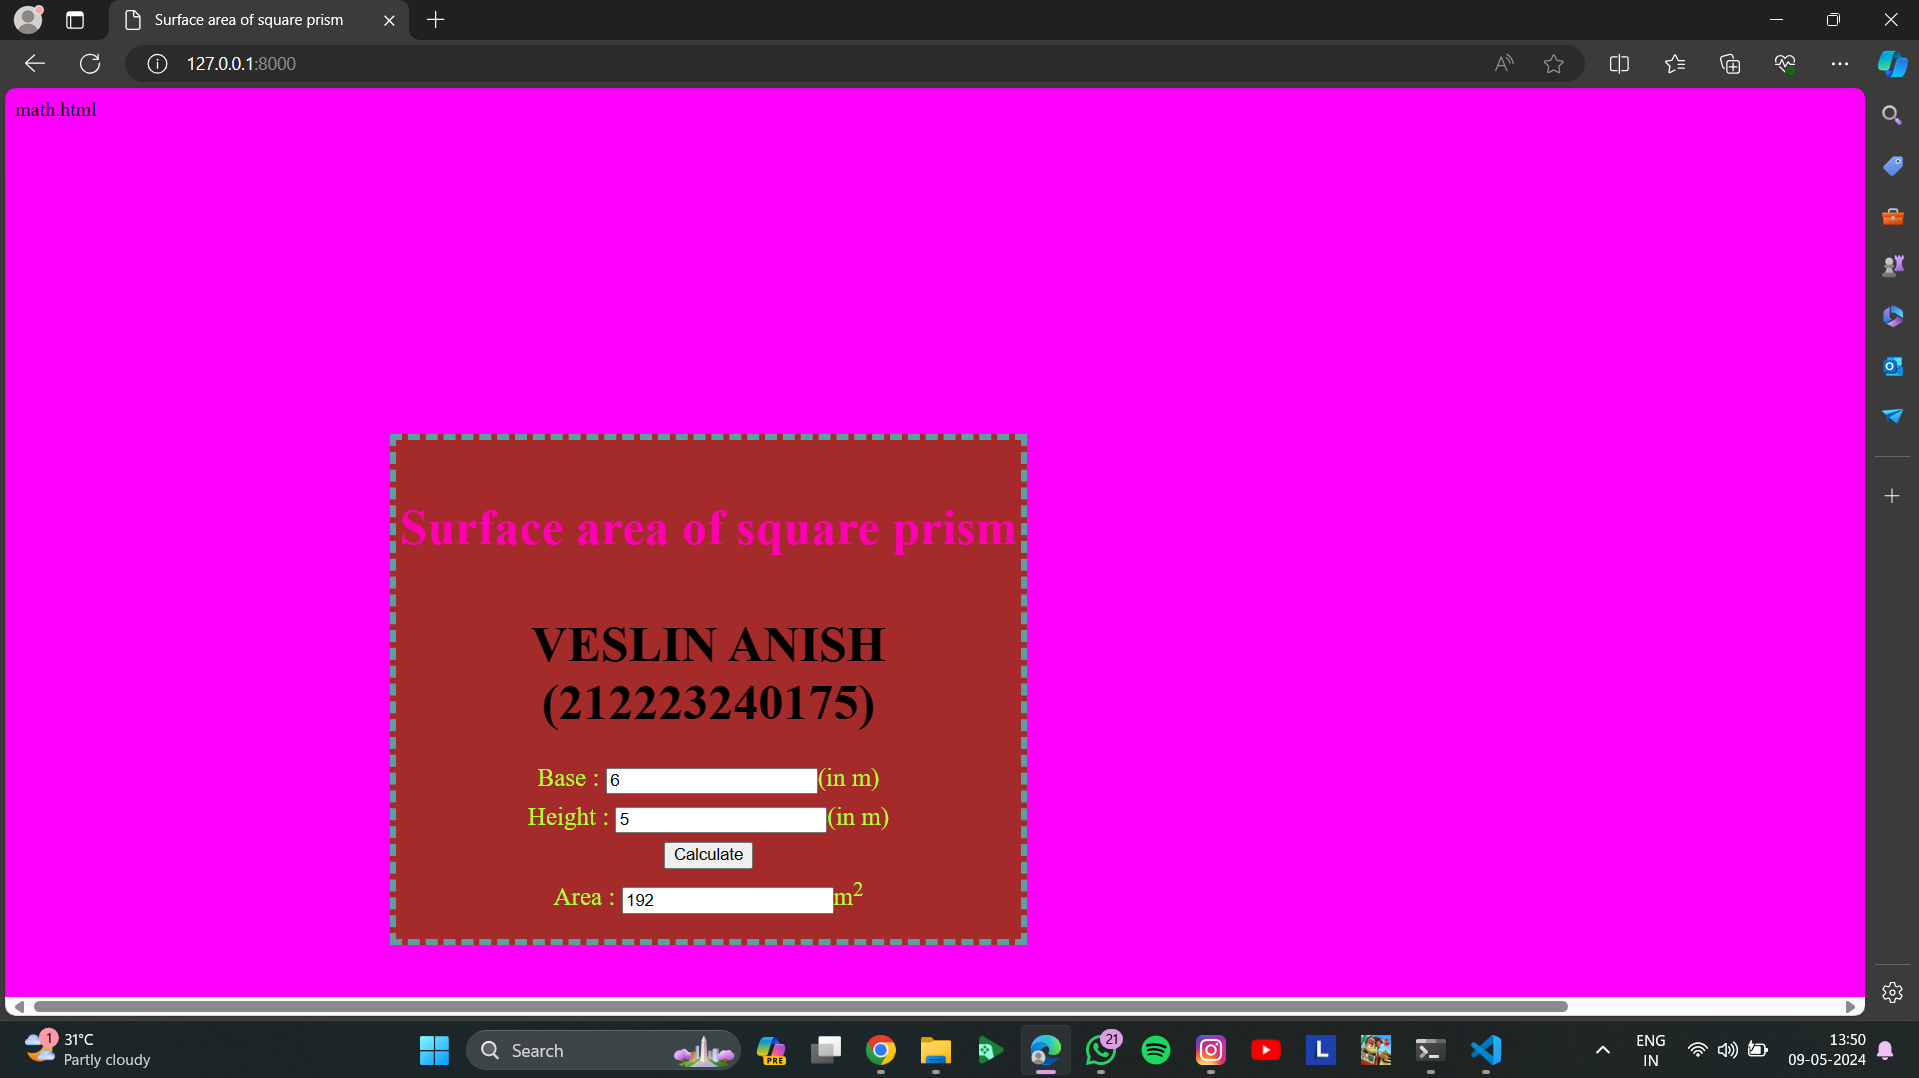 Surface area of square prism
127.0.0.1:8000
math.html
Surface area of square prism
VESLIN ANISH
(212223240175)
Base : 6 (in m)
Height : 5 (in m)
Calculate
Area : 192 m²
1
31°C
Partly cloudy
Search
PRE
21
L
ENG
IN
13:50
09-05-2024